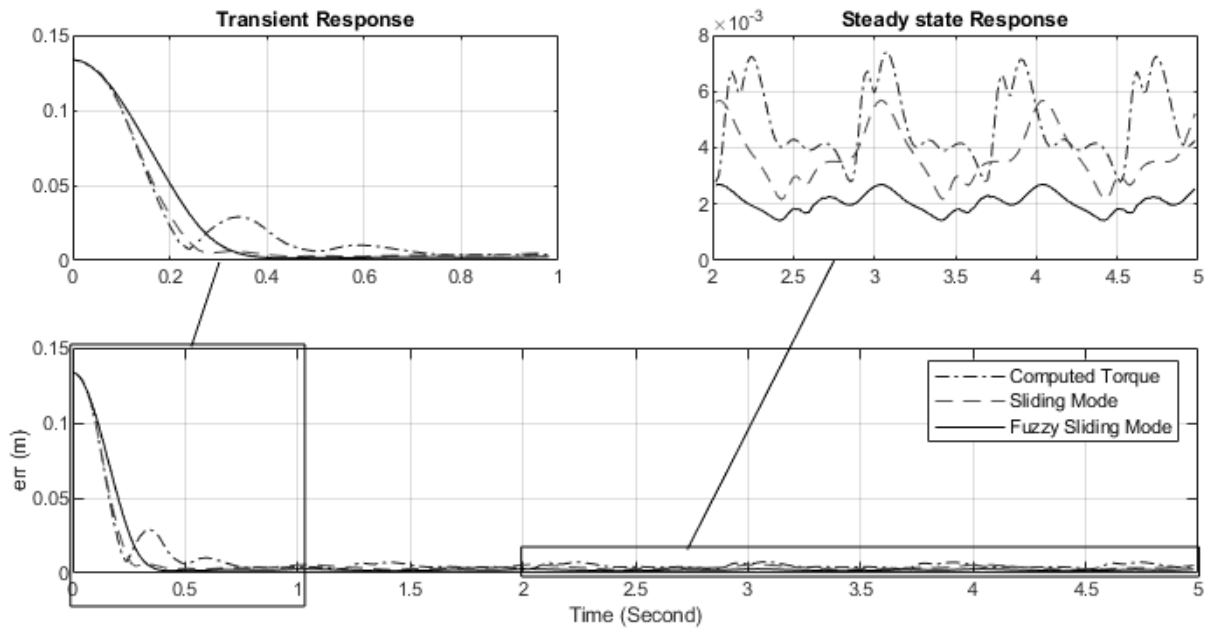 Transient Response
0.15
0.1
0.05
0
0 0.2 0.4 0.6 0.8 1
Steady state Response
×10⁻³
8
6
4
2
0
2 2.5 3 3.5 4 4.5 5
0.15
0.1
0.05
0
err (m)
Computed Torque
Sliding Mode
Fuzzy Sliding Mode
0 0.5 1 1.5 2 2.5 3 3.5 4 4.5 5
Time (Second)